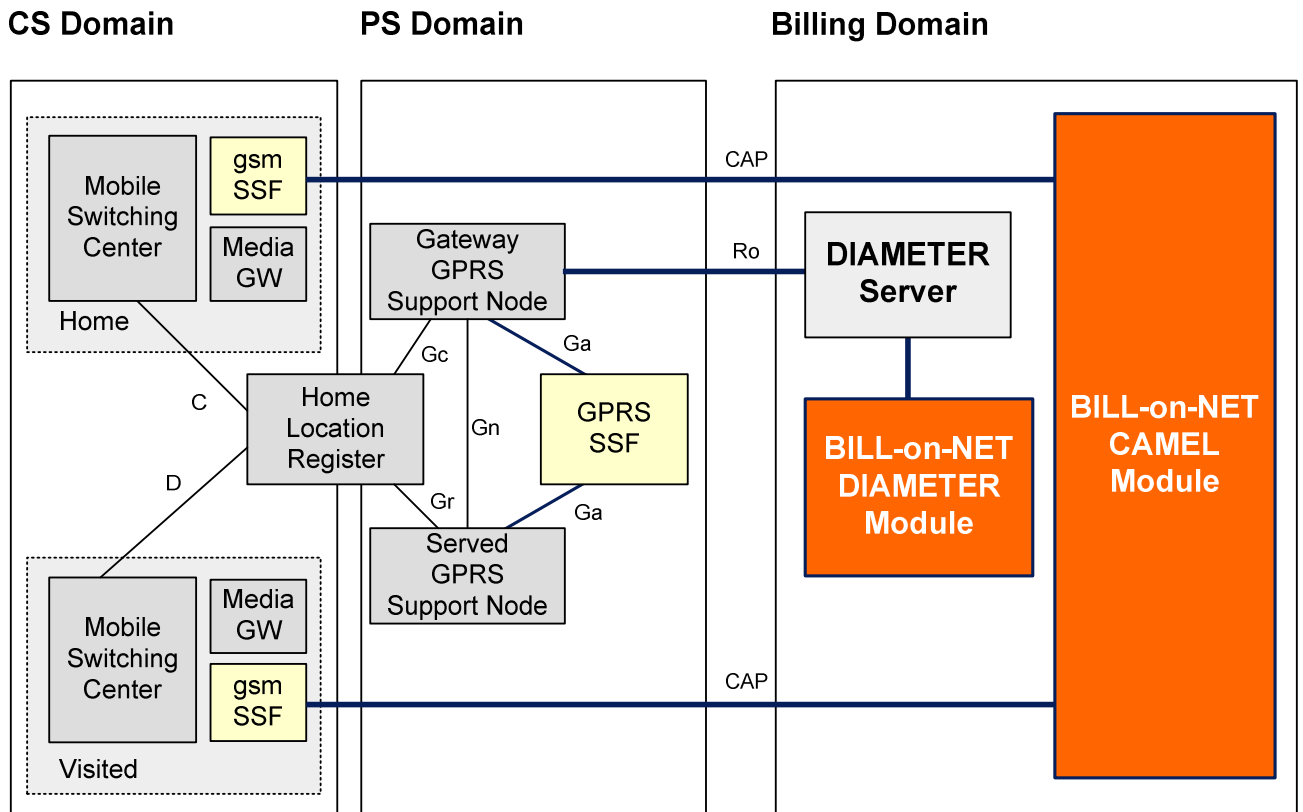 CS Domain
PS Domain
Billing Domain
Mobile
Switching
Center
gsm
SSF
Media
GW
Home
CAP
Gateway
GPRS
Support Node
Ro
DIAMETER
Server
Gc
Ga
C
Home
Location
Register
Gn
GPRS
SSF
BILL-on-NET
DIAMETER
Module
BILL-on-NET
CAMEL
Module
D
Gr
Ga
Served
GPRS
Support Node
Mobile
Switching
Center
Media
GW
gsm
SSF
Visited
CAP